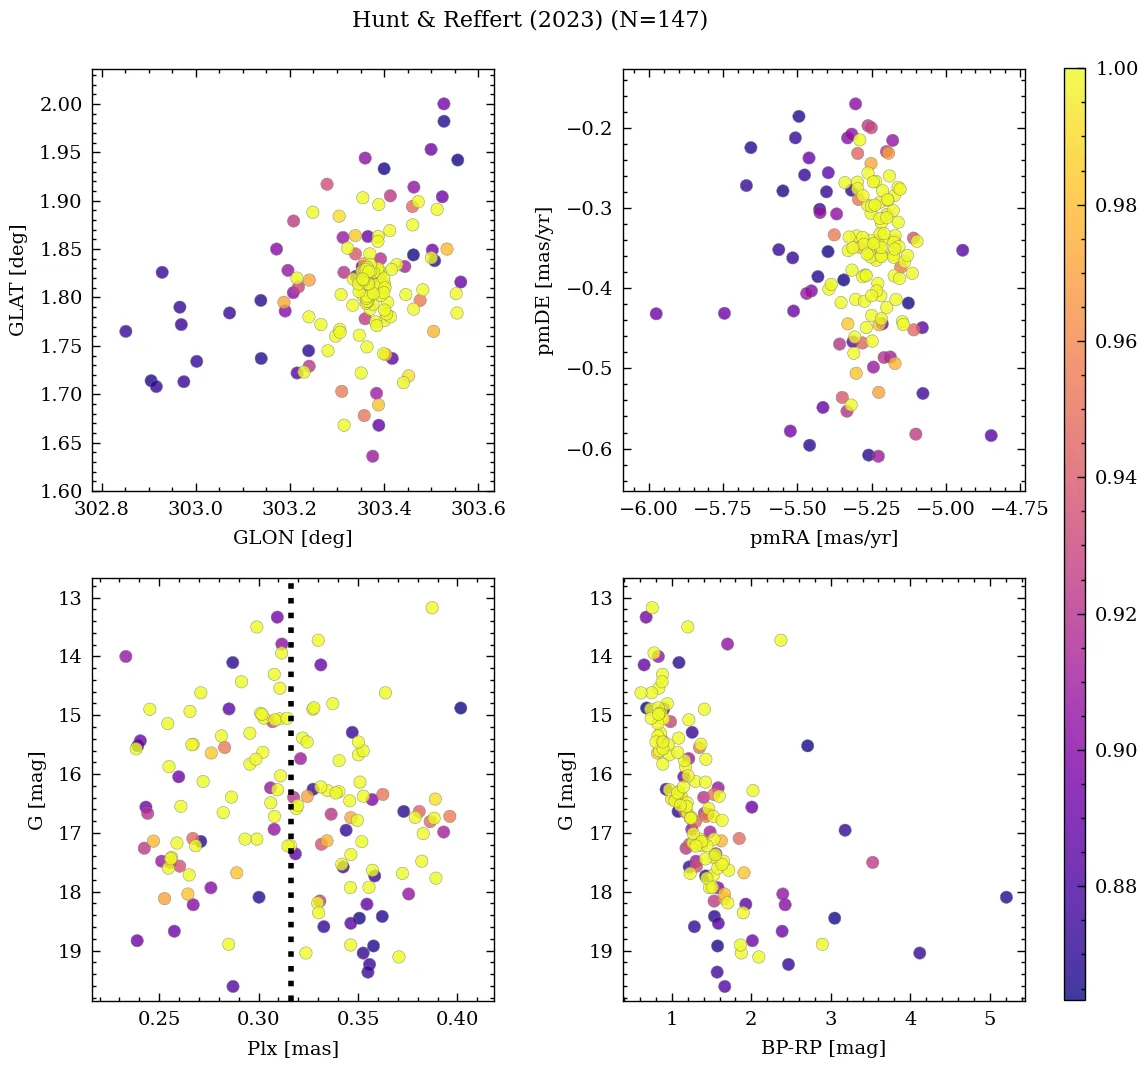 Hunt & Reffert (2023) (N=147)
2.00
1.95
1.90
1.85
1.80
1.75
1.70
1.65
1.60
GLAT [deg]
302.8 303.0 303.2 303.4 303.6
GLON [deg]
−0.2
−0.3
−0.4
−0.5
−0.6
pmDE [mas/yr]
−6.00 −5.75 −5.50 −5.25 −5.00 −4.75
pmRA [mas/yr]
13
14
15
16
17
18
19
G [mag]
0.25 0.30 0.35 0.40
Plx [mas]
13
14
15
16
17
18
19
G [mag]
1 2 3 4 5
BP-RP [mag]
1.00
0.98
0.96
0.94
0.92
0.90
0.88